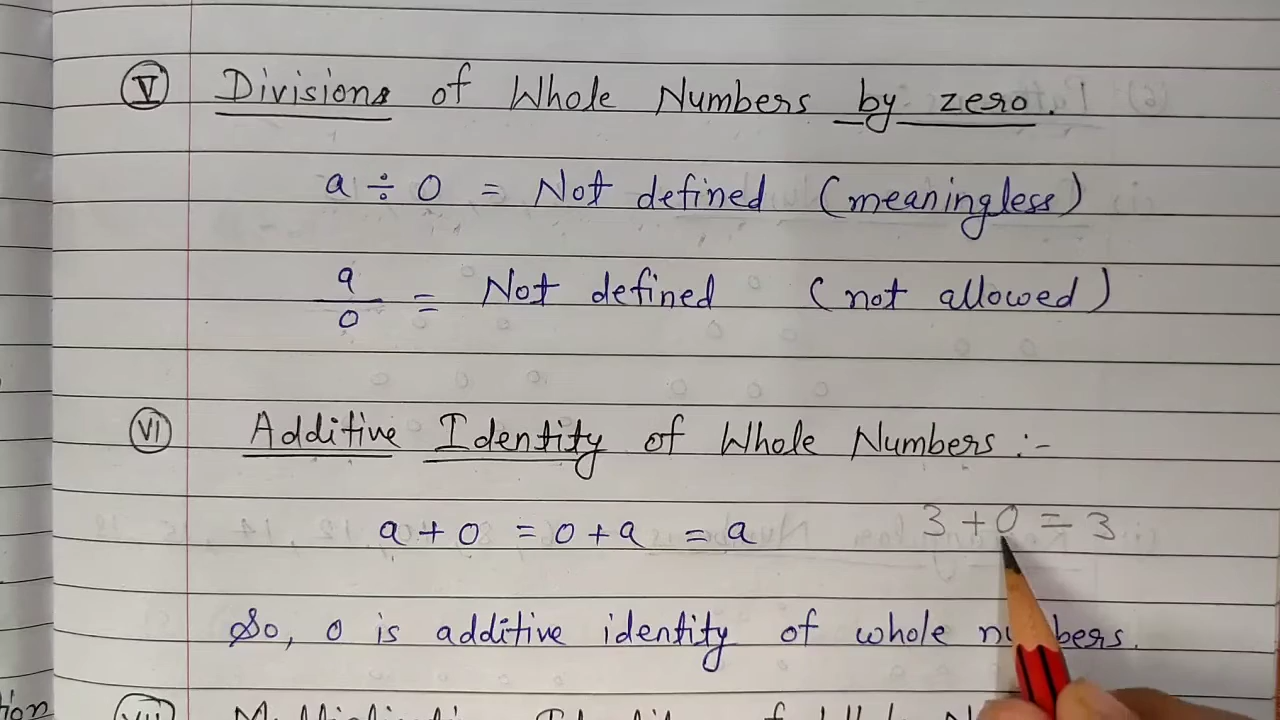 (V) Divisions of Whole Numbers by zero.
a ÷ 0 = Not defined (meaningless)
a/0 = Not defined (not allowed)
(VI) Additive Identity of Whole Numbers :-
a + 0 = 0 + a = a 3 + 0 = 3
So, 0 is additive identity of whole numbers.
tion